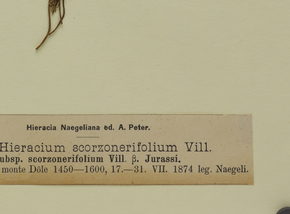 Hieracia Naegeliana ed. A. Peter.
Hieracium scorzonerifolium Vill.
ubsp. scorzonerifolium Vill. β. Jurassi.
monte Dôle 1450—1600, 17.—31. VII. 1874 leg. Naegeli.